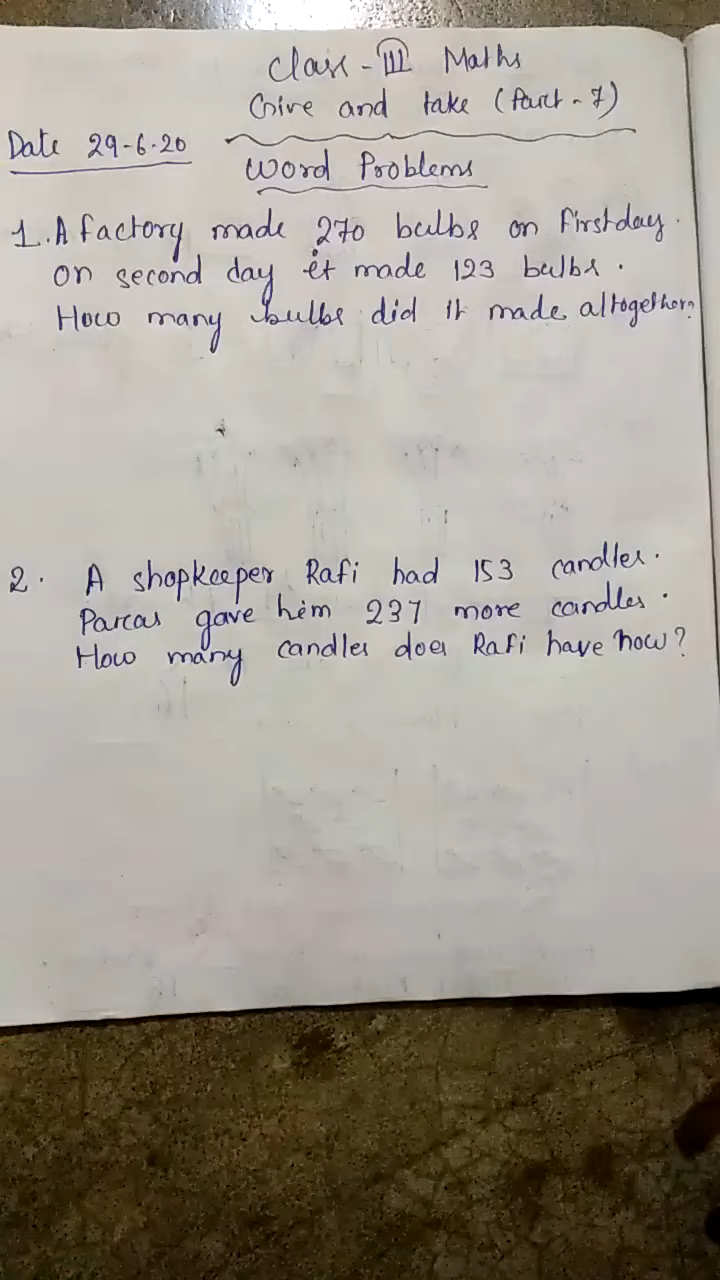 Class - III Maths
Give and take (Part - 7)
Date 29-6-20
Word Problems
1. A factory made 270 bulbs on first day.
on second day it made 123 bulbs.
How many bulbs did it made altogether?
2. A shopkeeper Rafi had 153 candles.
Paras gave him 237 more candles.
How many candles does Rafi have now?